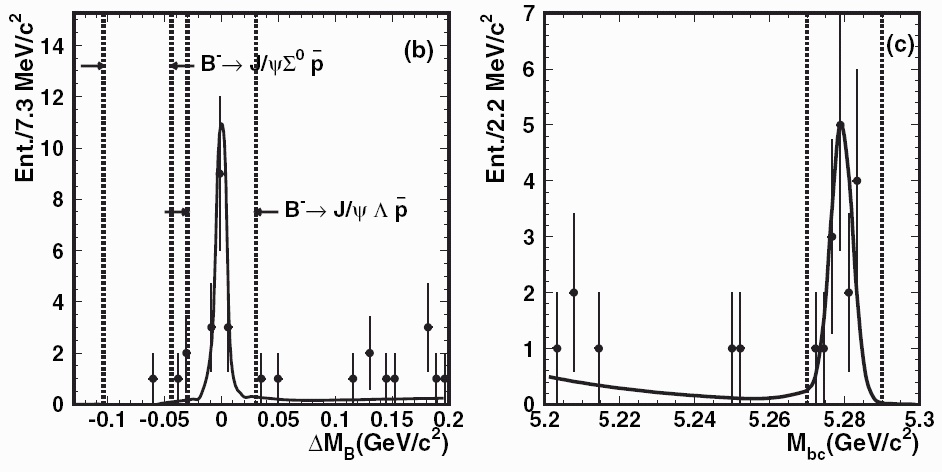 Ent./7.3 MeV/c²
14
12
10
8
6
4
2
0
(b)
B⁻→ J/ψΣ⁰ p̄
B⁻→ J/ψ Λ p̄
-0.1 -0.05 0 0.05 0.1 0.15 0.2
ΔM_B(GeV/c²)
Ent./2.2 MeV/c²
7
6
5
4
3
2
1
0
(c)
5.2 5.22 5.24 5.26 5.28 5.3
M_bc(GeV/c²)